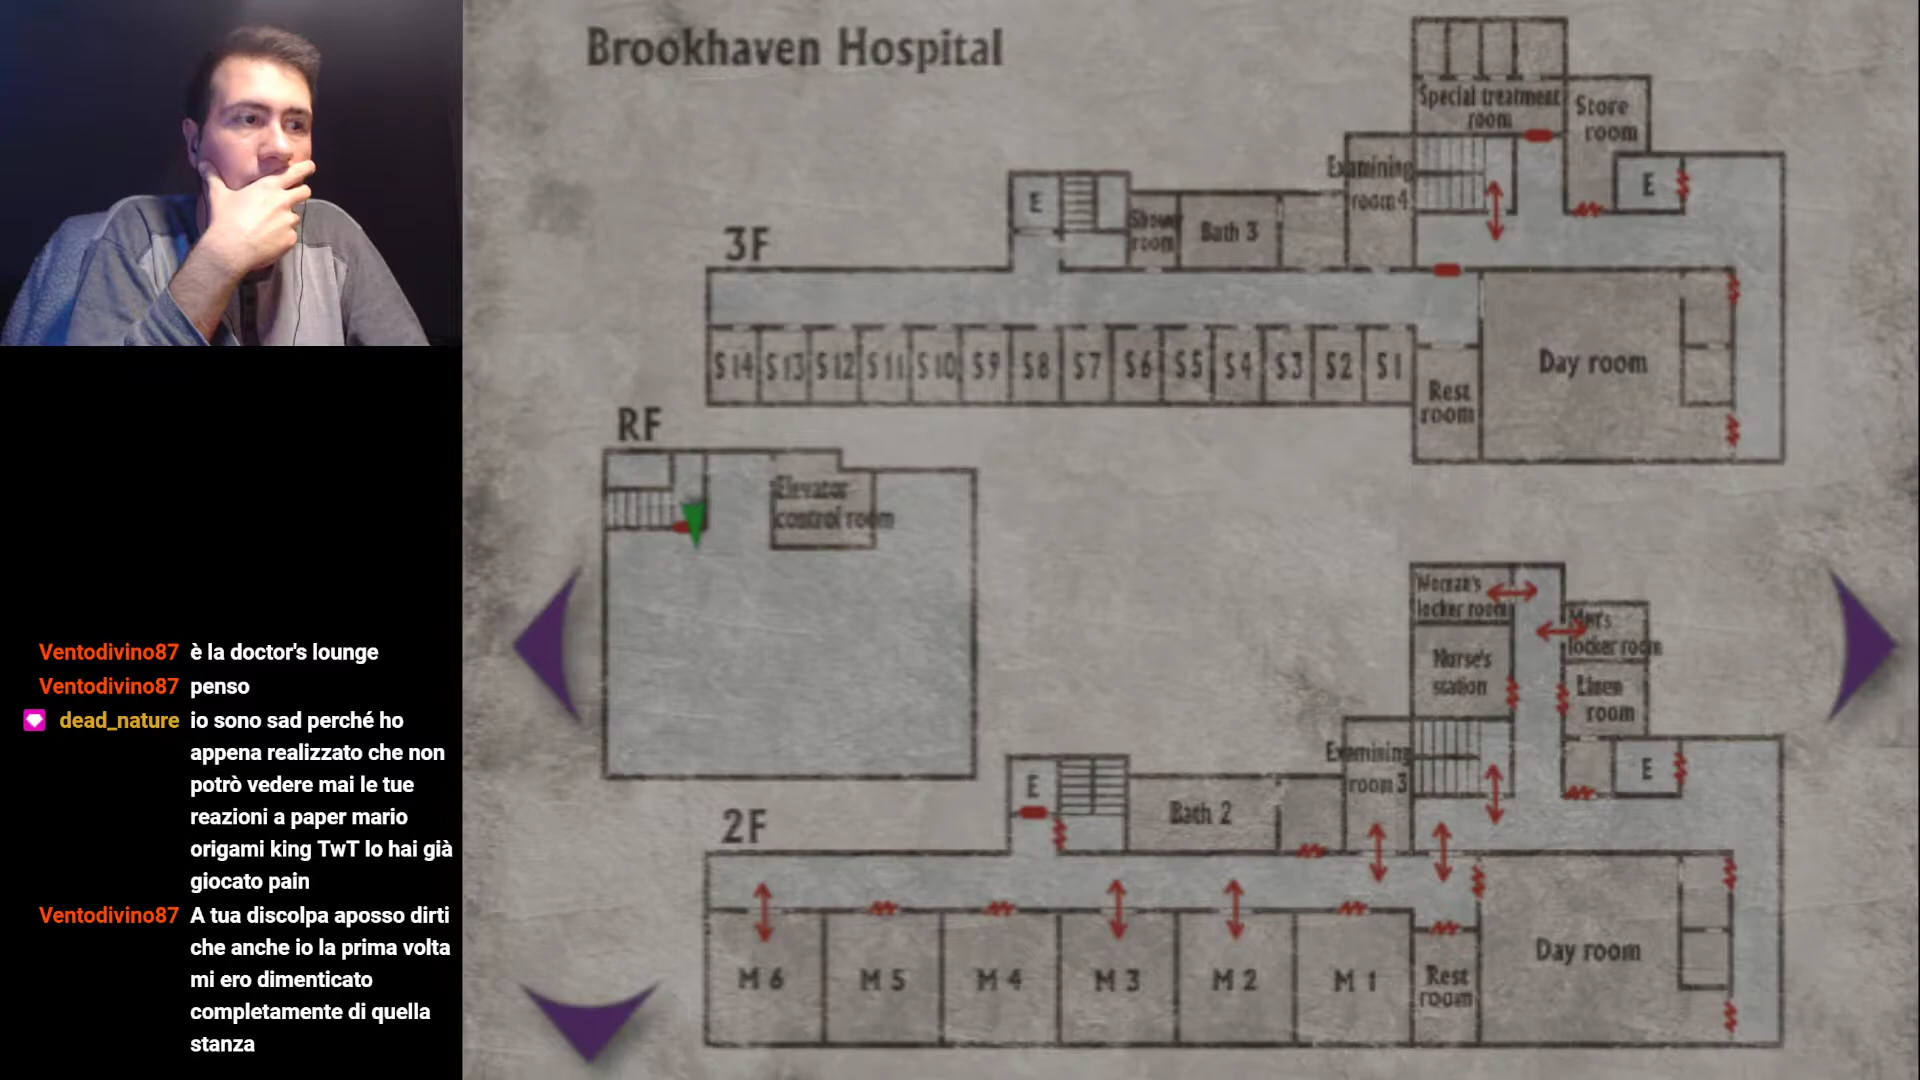 Brookhaven Hospital
Special treatment
room
Store
room
Examining
room 4
E
E
Shower
room
Bath 3
3F
S14
S13
S12
S11
S10
S9
S8
S7
S6
S5
S4
S3
S2
S1
Rest
room
Day room
RF
Elevator
control room
Woman's
locker room
Men's
locker room
Nurse's
station
Linen
room
Examining
room 3
E
E
Bath 2
2F
M 6
M 5
M 4
M 3
M 2
M 1
Rest
room
Day room
Ventodivino87 è la doctor's lounge
Ventodivino87 penso
dead_nature io sono sad perché ho
appena realizzato che non
potrò vedere mai le tue
reazioni a paper mario
origami king TwT lo hai già
giocato pain
Ventodivino87 A tua discolpa aposso dirti
che anche io la prima volta
mi ero dimenticato
completamente di quella
stanza